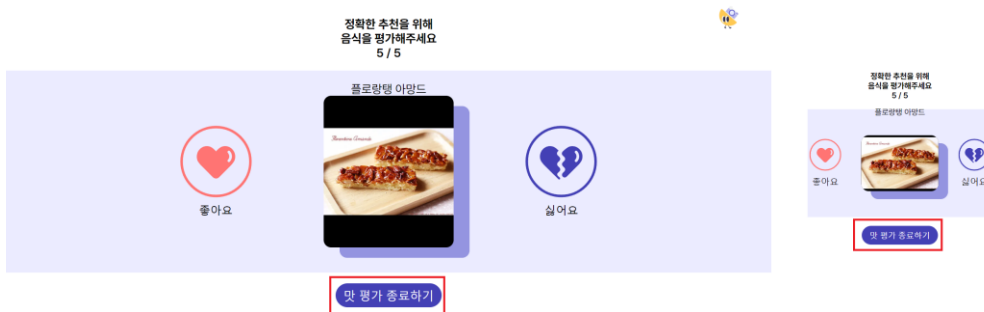 정확한 추천을 위해
음식을 평가해주세요
5 / 5
플로랑탱 아망드
좋아요
싫어요
맛 평가 종료하기
정확한 추천을 위해
음식을 평가해주세요
5 / 5
플로랑탱 아망드
좋아요
싫어요
맛 평가 종료하기